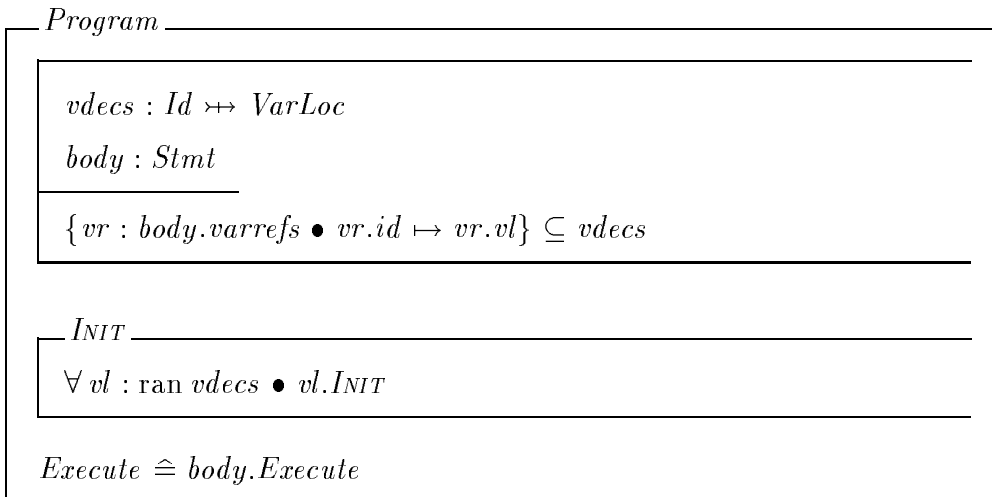 Program
vdecs : Id ⤔ VarLoc
body : Stmt
{vr : body.varrefs • vr.id ↦ vr.vl} ⊆ vdecs
INIT
∀ vl : ran vdecs • vl.INIT
Execute ≙ body.Execute